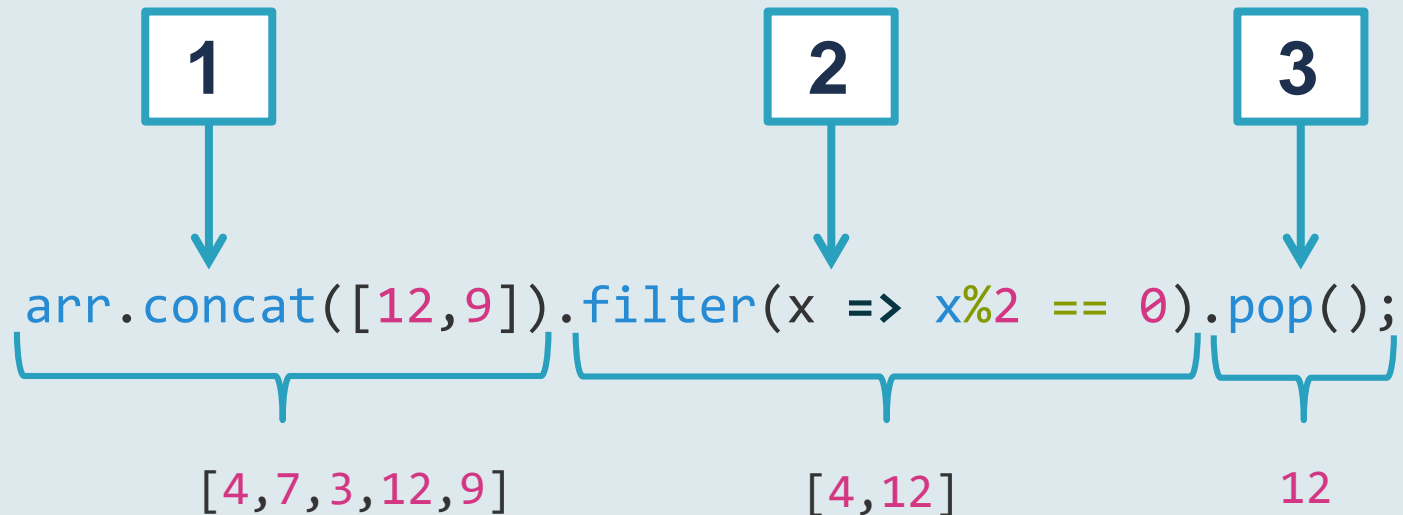 1 2 3
arr.concat([12,9]).filter(x => x%2 == 0).pop();
[4,7,3,12,9] [4,12] 12